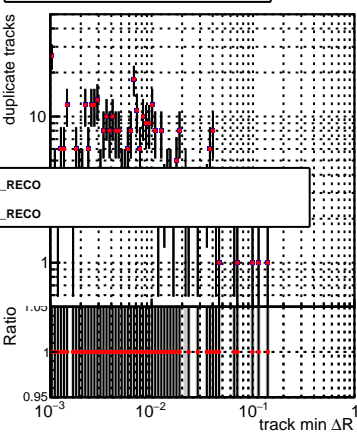 duplicate tracks
10
_RECO
_RECO
1
Ratio
1.05
1
0.95
10⁻³
10⁻²
10⁻¹
1
track min ΔR